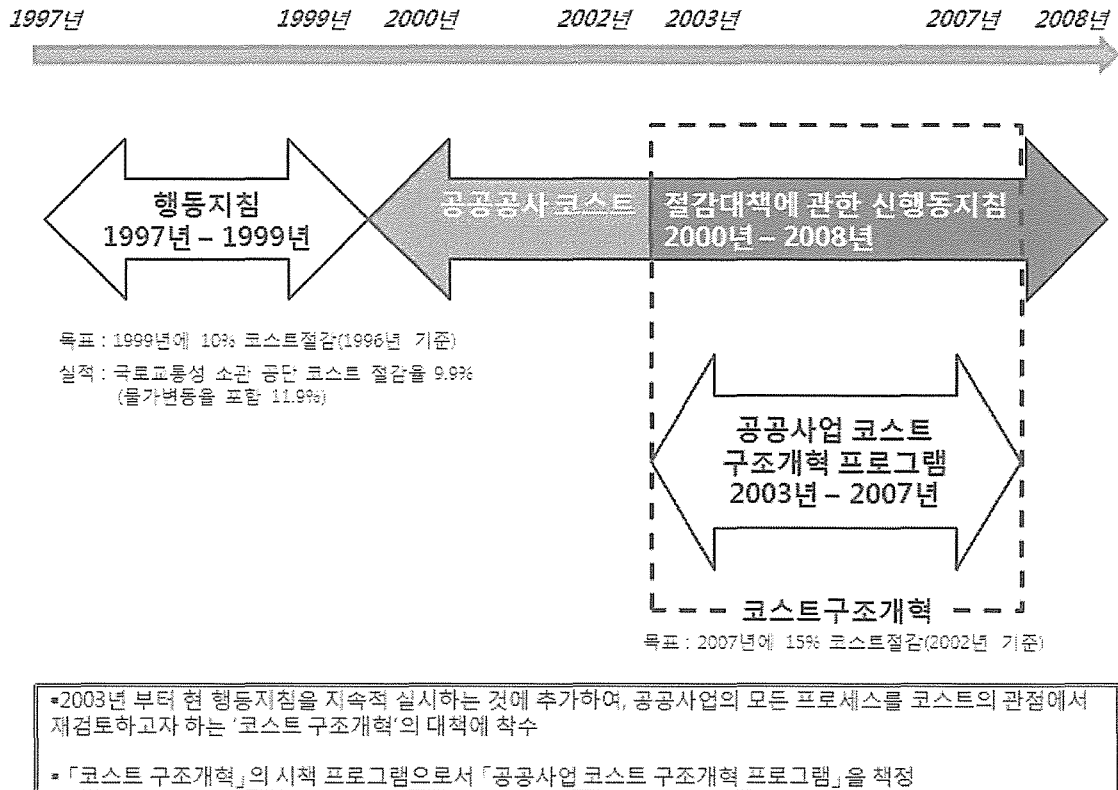 1997년 1999년 2000년 2002년 2003년 2007년 2008년
행동지침
1997년 – 1999년
공공공사 코스트 절감대책에 관한 신행동지침
2000년 – 2008년
목표 : 1999년에 10% 코스트절감(1996년 기준)
실적 : 국로교통성 소관 공단 코스트 절감율 9.9%
(물가변동율 포함 11.9%)
공공사업 코스트
구조개혁 프로그램
2003년 – 2007년
코스트구조개혁
목표 : 2007년에 15% 코스트절감(2002년 기준)
▪2003년 부터 현 행동지침을 지속적 실시하는 것에 추가하여, 공공사업의 모든 프로세스를 코스트의 관점에서
재검토하고자 하는 ‘코스트 구조개혁’의 대책에 착수
▪「코스트 구조개혁」의 시책 프로그램으로서 「공공사업 코스트 구조개혁 프로그램」을 책정